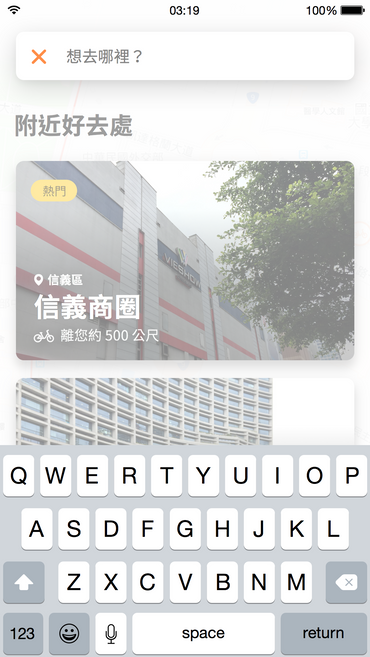 03:19
100%
想去哪裡？
附近好去處
熱門
VIESHOW
信義區
信義商圈
離您約 500 公尺
Q W E R T Y U I O P
A S D F G H J K L
Z X C V B N M
123
space
return